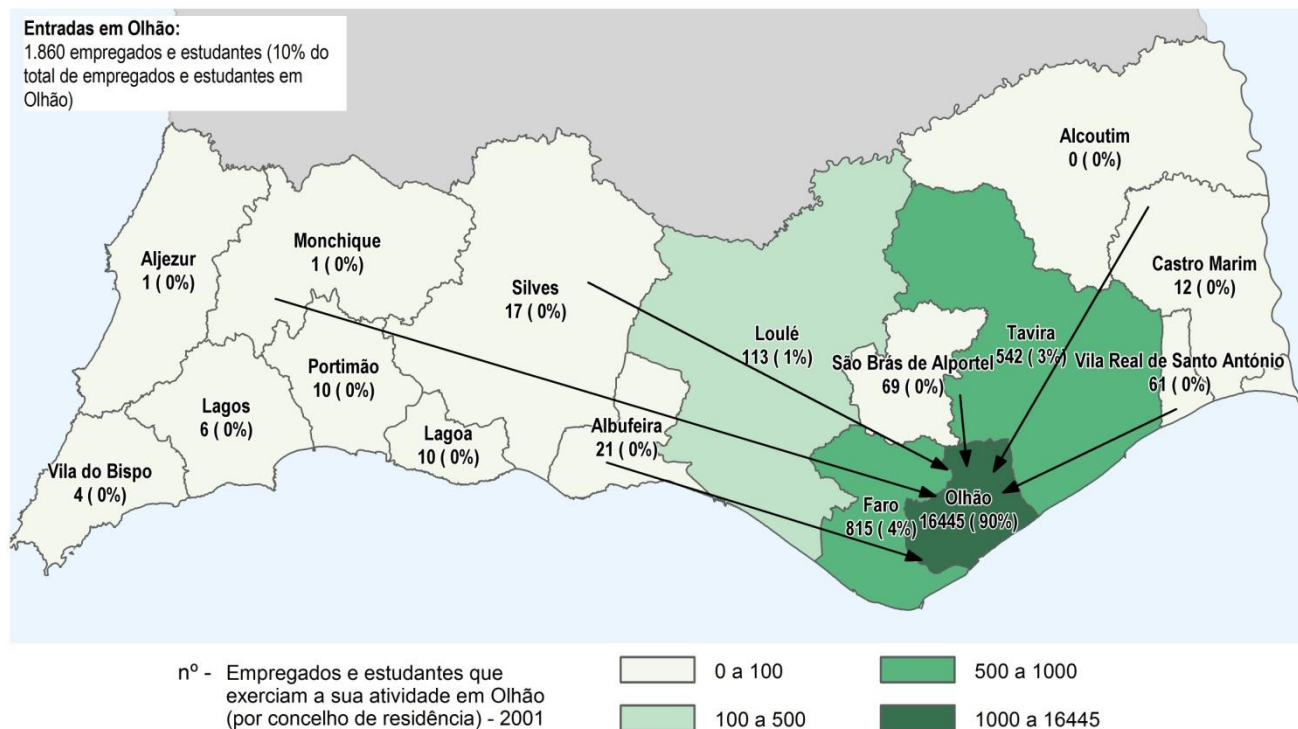 Entradas em Olhão:
1.860 empregados e estudantes (10% do
total de empregados e estudantes em
Olhão)
Alcoutim
0 ( 0%)
Monchique
1 ( 0%)
Aljezur
1 ( 0%)
Silves
17 ( 0%)
Castro Marim
12 ( 0%)
Loulé
113 ( 1%)
Tavira
542 ( 3%)
São Brás de Alportel
69 ( 0%)
Vila Real de Santo António
61 ( 0%)
Portimão
10 ( 0%)
Lagos
6 ( 0%)
Lagoa
10 ( 0%)
Albufeira
21 ( 0%)
Vila do Bispo
4 ( 0%)
Faro
815 ( 4%)
Olhão
16445 ( 90%)
nº - Empregados e estudantes que
exerciam a sua atividade em Olhão
(por concelho de residência) - 2001
0 a 100
100 a 500
500 a 1000
1000 a 16445